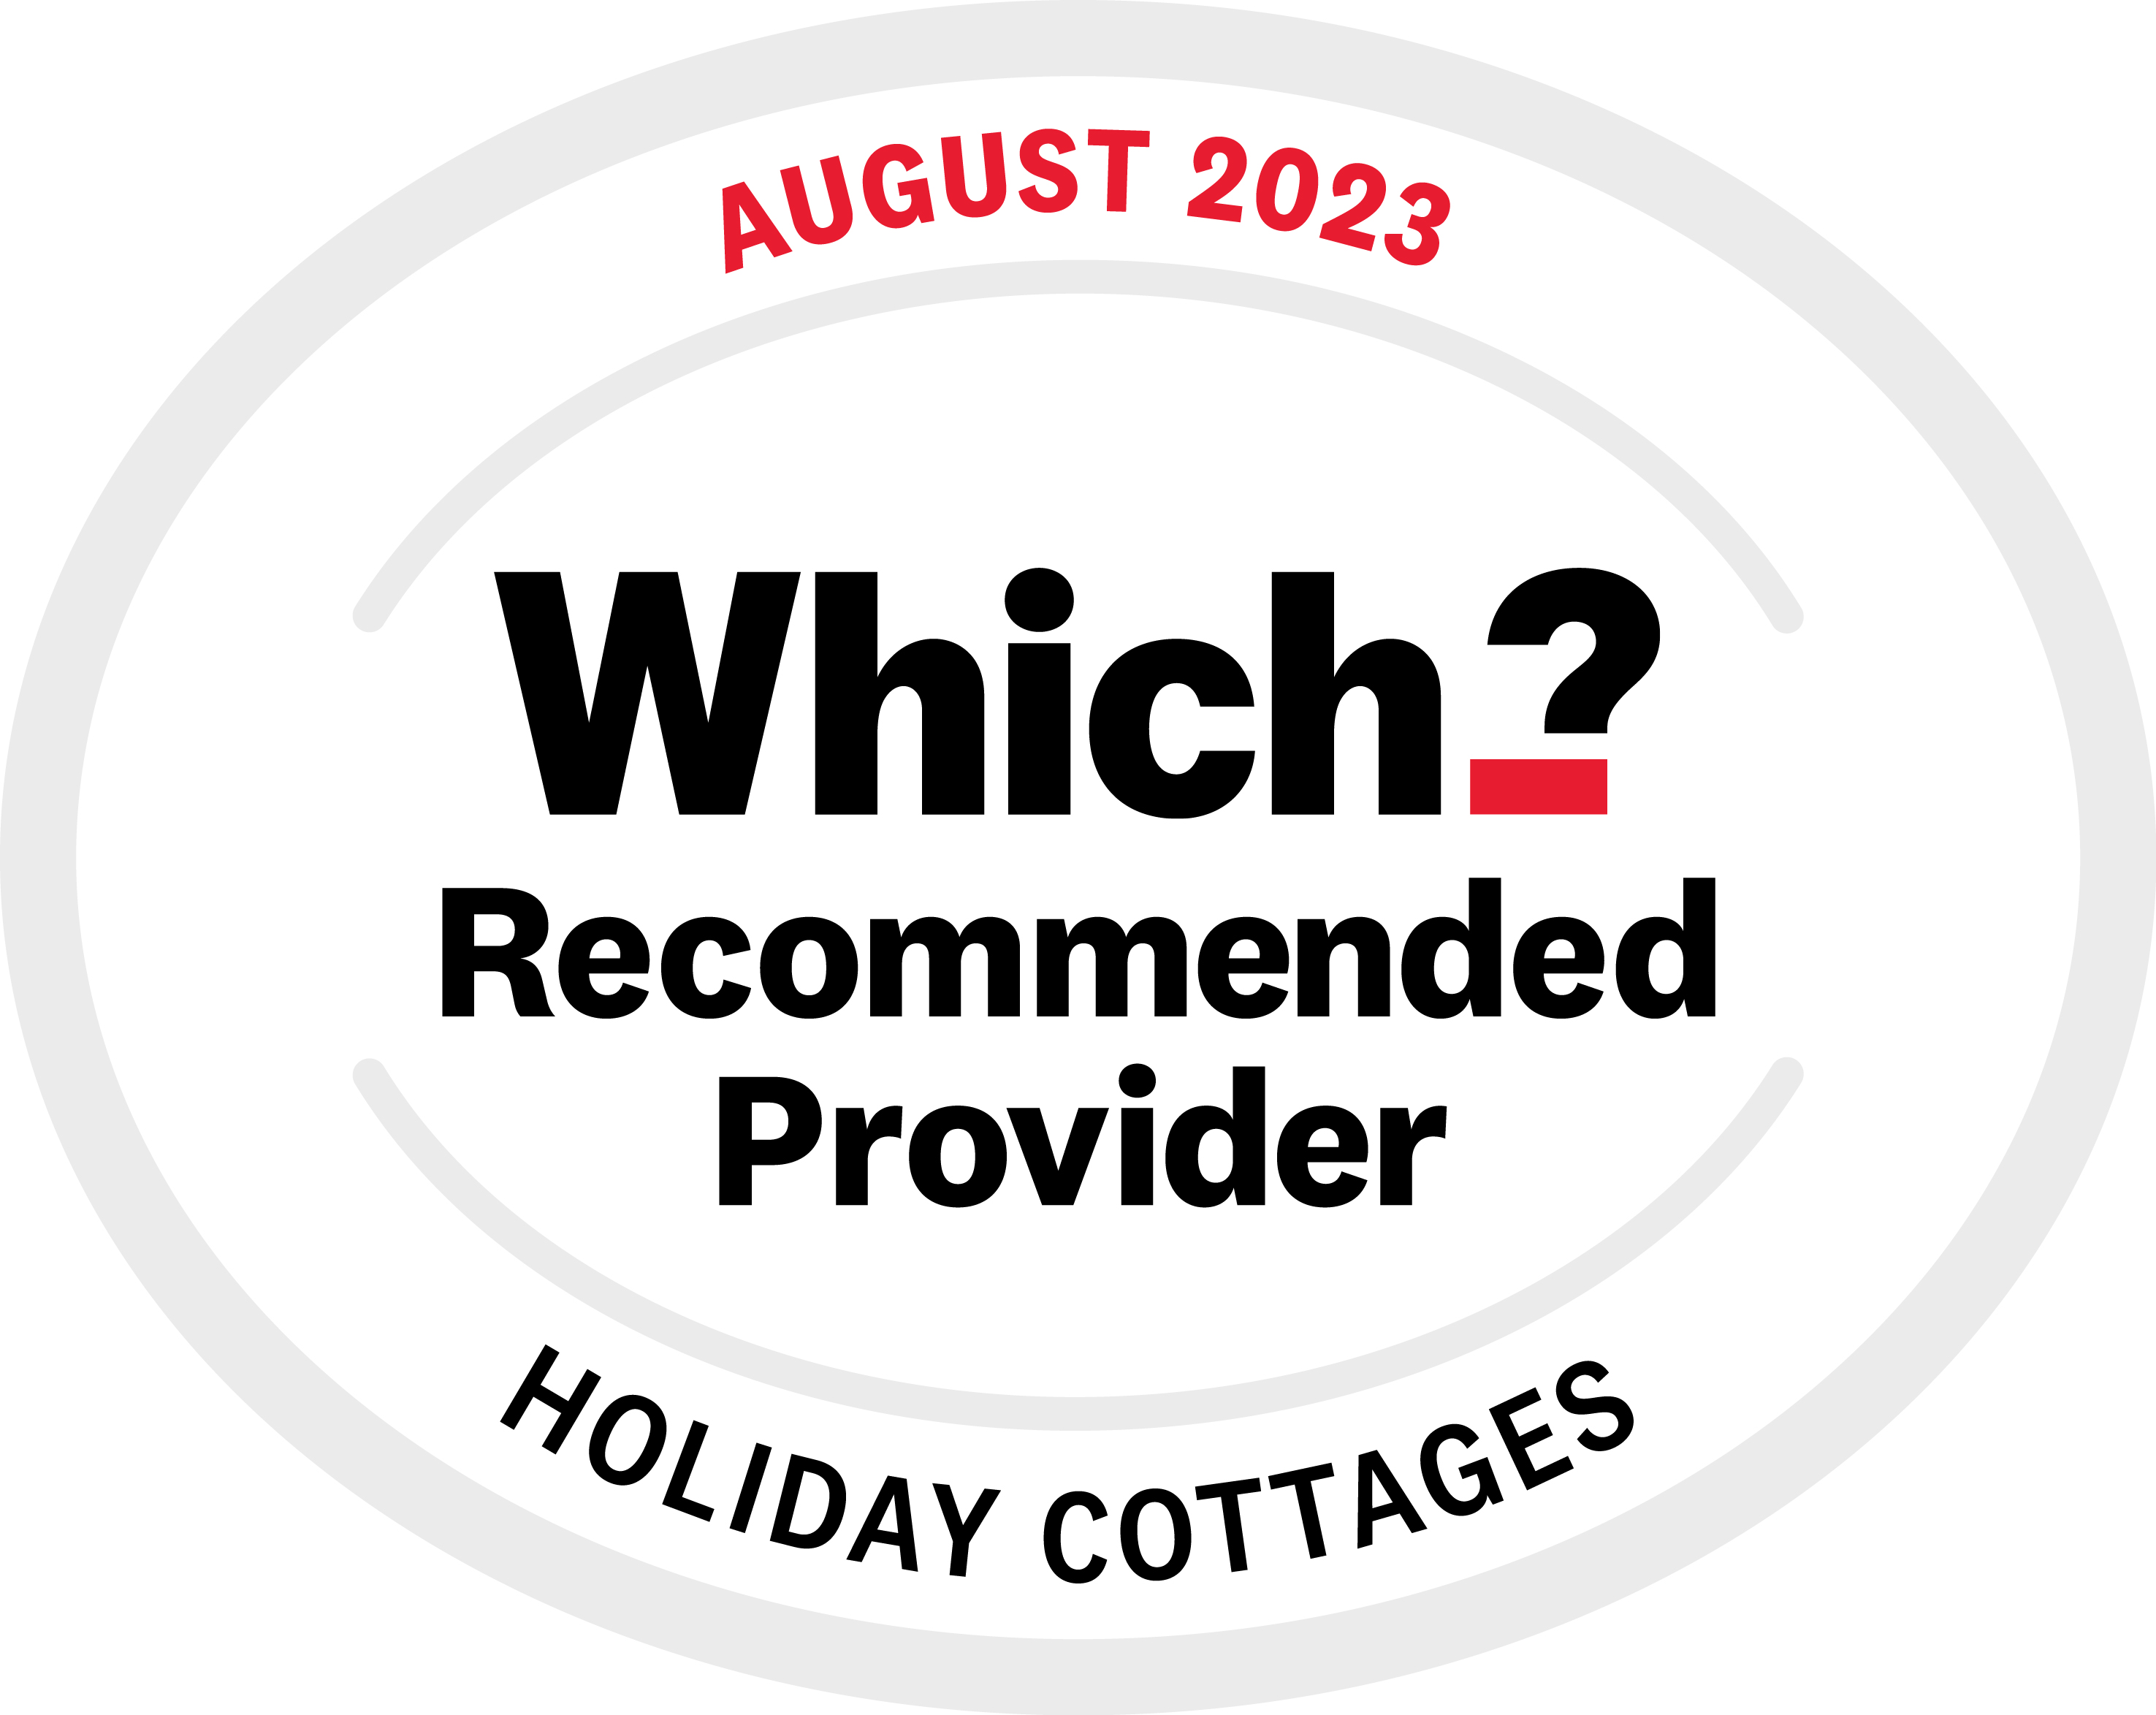 AUGUST 2023
Which?
Recommended
Provider
HOLIDAY COTTAGES